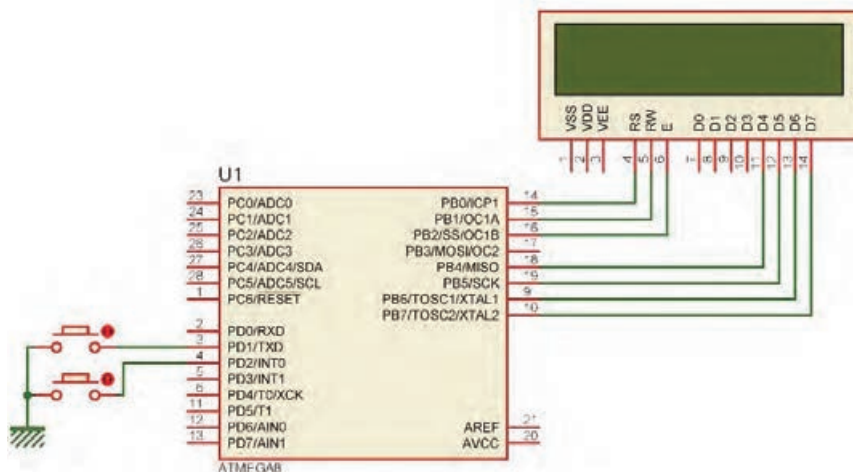 VSS VDD VEE RS RW E D0 D1 D2 D3 D4 D5 D6 D7
1 2 3 4 5 6 7 8 9 10 11 12 13 14
U1
23 PC0/ADC0 PB0/ICP1 14
24 PC1/ADC1 PB1/OC1A 15
25 PC2/ADC2 PB2/SS/OC1B 16
26 PC3/ADC3 PB3/MOSI/OC2 17
27 PC4/ADC4/SDA PB4/MISO 18
28 PC5/ADC5/SCL PB5/SCK 19
1 PC6/RESET PB6/TOSC1/XTAL1 9
PB7/TOSC2/XTAL2 10
2 PD0/RXD
3 PD1/TXD
4 PD2/INT0
5 PD3/INT1
6 PD4/T0/XCK
11 PD5/T1
12 PD6/AIN0 AREF 21
13 PD7/AIN1 AVCC 20
ATMEGA8